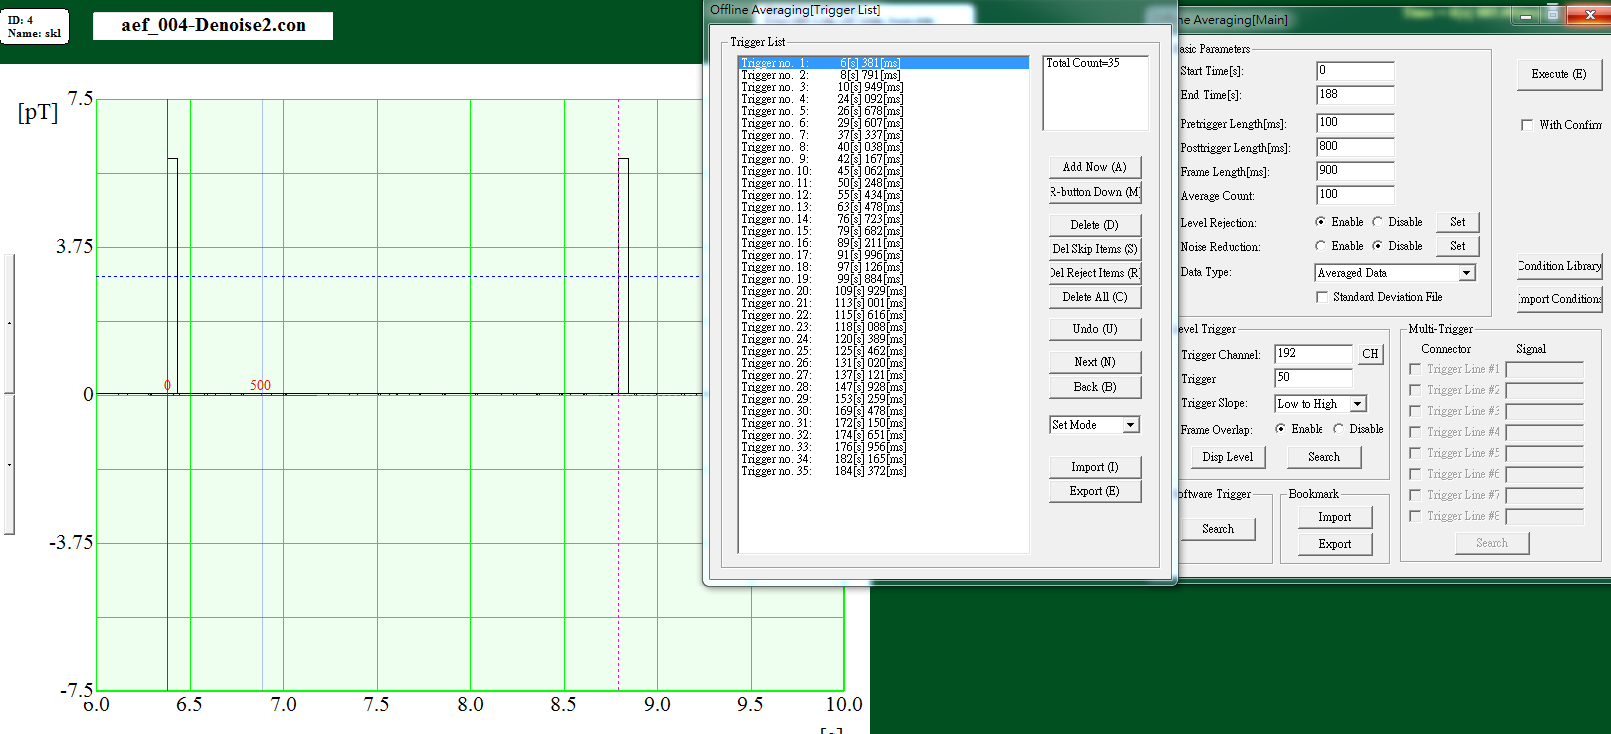 ID: 4
Name: sk1
aef_004-Denoise2.con
[pT]
7.5
3.75
0
-3.75
-7.5
0
500
6.0
6.5
7.0
7.5
8.0
8.5
9.0
9.5
10.0
Offline Averaging[Trigger List]
Trigger List
Trigger no. 1: 6[s] 381[ms]
Trigger no. 2: 8[s] 791[ms]
Trigger no. 3: 10[s] 949[ms]
Trigger no. 4: 24[s] 092[ms]
Trigger no. 5: 26[s] 678[ms]
Trigger no. 6: 29[s] 607[ms]
Trigger no. 7: 37[s] 337[ms]
Trigger no. 8: 40[s] 038[ms]
Trigger no. 9: 42[s] 167[ms]
Trigger no. 10: 45[s] 062[ms]
Trigger no. 11: 50[s] 248[ms]
Trigger no. 12: 55[s] 434[ms]
Trigger no. 13: 63[s] 478[ms]
Trigger no. 14: 76[s] 723[ms]
Trigger no. 15: 79[s] 682[ms]
Trigger no. 16: 89[s] 211[ms]
Trigger no. 17: 91[s] 996[ms]
Trigger no. 18: 97[s] 126[ms]
Trigger no. 19: 99[s] 884[ms]
Trigger no. 20: 109[s] 929[ms]
Trigger no. 21: 113[s] 001[ms]
Trigger no. 22: 115[s] 616[ms]
Trigger no. 23: 118[s] 088[ms]
Trigger no. 24: 120[s] 389[ms]
Trigger no. 25: 125[s] 462[ms]
Trigger no. 26: 131[s] 020[ms]
Trigger no. 27: 137[s] 121[ms]
Trigger no. 28: 147[s] 928[ms]
Trigger no. 29: 153[s] 259[ms]
Trigger no. 30: 169[s] 478[ms]
Trigger no. 31: 172[s] 150[ms]
Trigger no. 32: 174[s] 651[ms]
Trigger no. 33: 176[s] 956[ms]
Trigger no. 34: 182[s] 165[ms]
Trigger no. 35: 184[s] 372[ms]
Total Count=35
Add Now (A)
R-button Down (M
Delete (D)
Del Skip Items (S)
Del Reject Items (R
Delete All (C)
Undo (U)
Next (N)
Back (B)
Set Mode
Import (I)
Export (E)
ne Averaging[Main]
asic Parameters
Start Time[s]: 0
End Time[s]: 188
Pretrigger Length[ms]: 100
Posttrigger Length[ms]: 800
Frame Length[ms]: 900
Average Count: 100
Level Rejection: Enable Disable Set
Noise Reduction: Enable Disable Set
Data Type: Averaged Data
Standard Deviation File
Execute (E)
With Confirm
Condition Library
Import Conditions
evel Trigger
Trigger Channel: 192 CH
Trigger 50
Trigger Slope: Low to High
Frame Overlap: Enable Disable
Disp Level Search
oftware Trigger
Search
Bookmark
Import
Export
Multi-Trigger
Connector Signal
Trigger Line #1
Trigger Line #2
Trigger Line #3
Trigger Line #4
Trigger Line #5
Trigger Line #6
Trigger Line #7
Trigger Line #8
Search